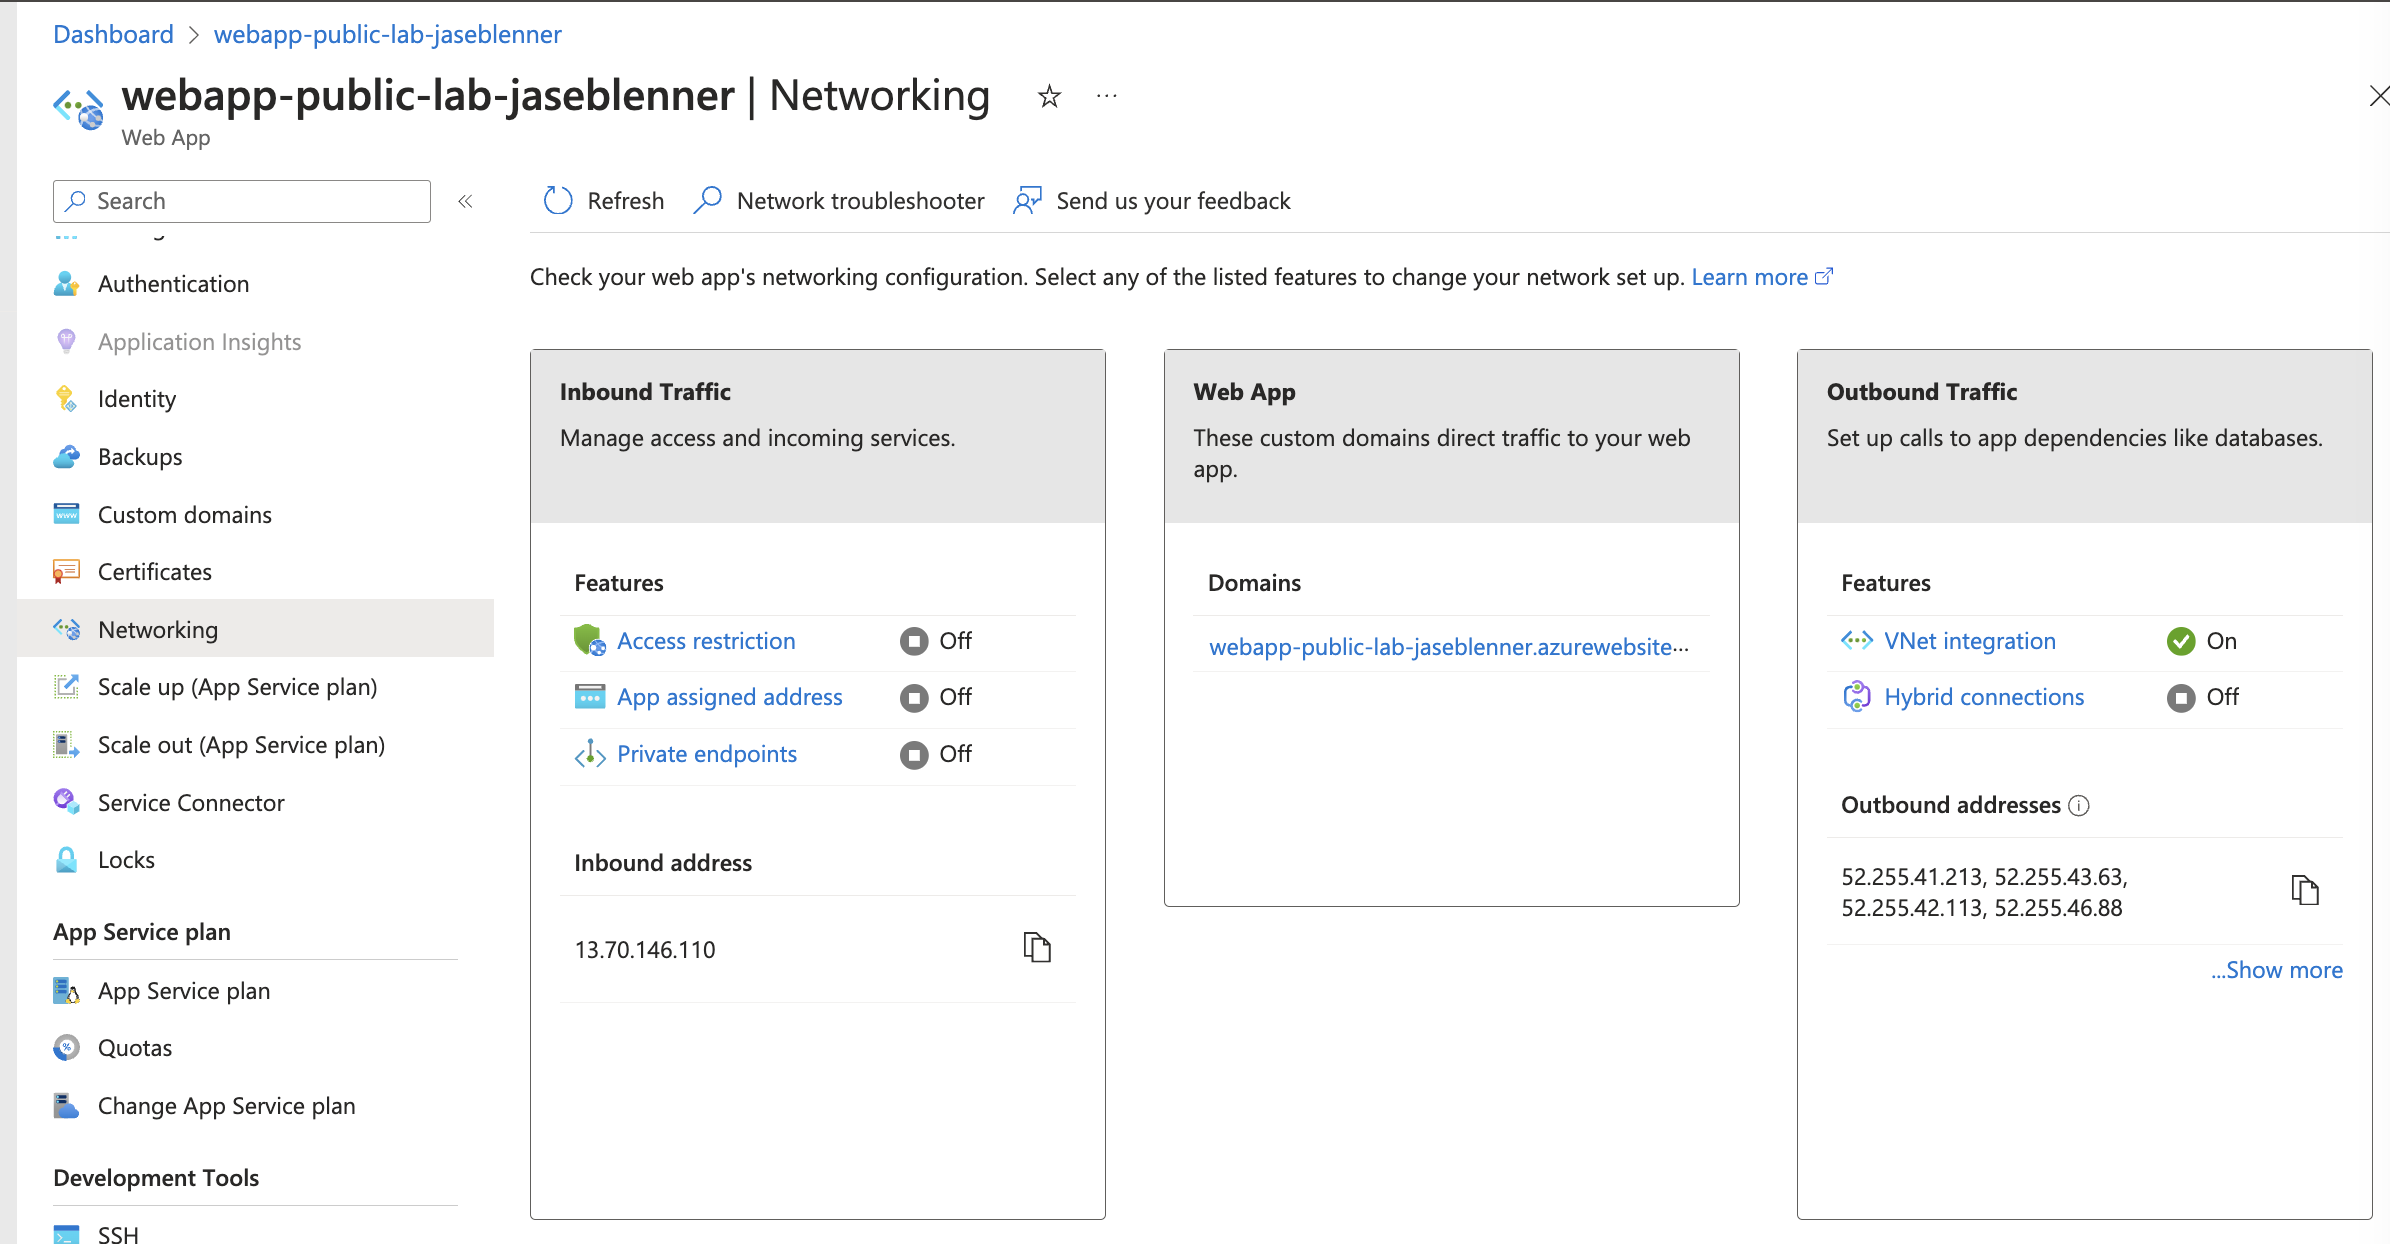 Dashboard > webapp-public-lab-jaseblenner
webapp-public-lab-jaseblenner | Networking
Web App
Search
Refresh
Network troubleshooter
Send us your feedback
Check your web app's networking configuration. Select any of the listed features to change your network set up. Learn more
Authentication
Application Insights
Identity
Backups
Custom domains
Certificates
Networking
Scale up (App Service plan)
Scale out (App Service plan)
Service Connector
Locks
App Service plan
App Service plan
Quotas
Change App Service plan
Development Tools
SSH
Inbound Traffic
Manage access and incoming services.
Features
Access restriction Off
App assigned address Off
Private endpoints Off
Inbound address
13.70.146.110
Web App
These custom domains direct traffic to your web
app.
Domains
webapp-public-lab-jaseblenner.azurewebsite...
Outbound Traffic
Set up calls to app dependencies like databases.
Features
VNet integration On
Hybrid connections Off
Outbound addresses
52.255.41.213, 52.255.43.63,
52.255.42.113, 52.255.46.88
...Show more